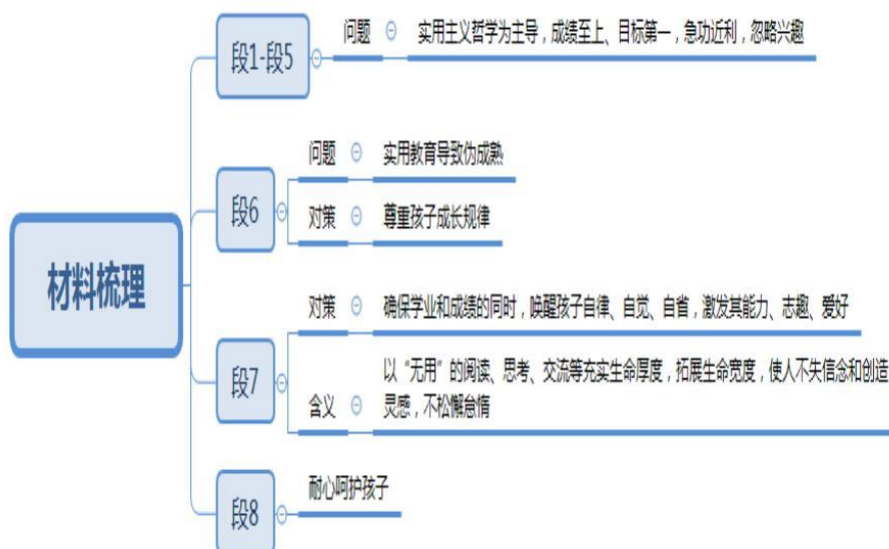 材料梳理
段1-段5
问题
实用主义哲学为主导，成绩至上、目标第一，急功近利，忽略兴趣
段6
问题
实用教育导致伪成熟
对策
尊重孩子成长规律
段7
对策
确保学业和成绩的同时，唤醒孩子自律、自觉、自省，激发其能力、志趣、爱好
含义
以“无用”的阅读、思考、交流等充实生命厚度，拓展生命宽度，使人不失信念和创造
灵感，不松懈怠惰
段8
耐心呵护孩子